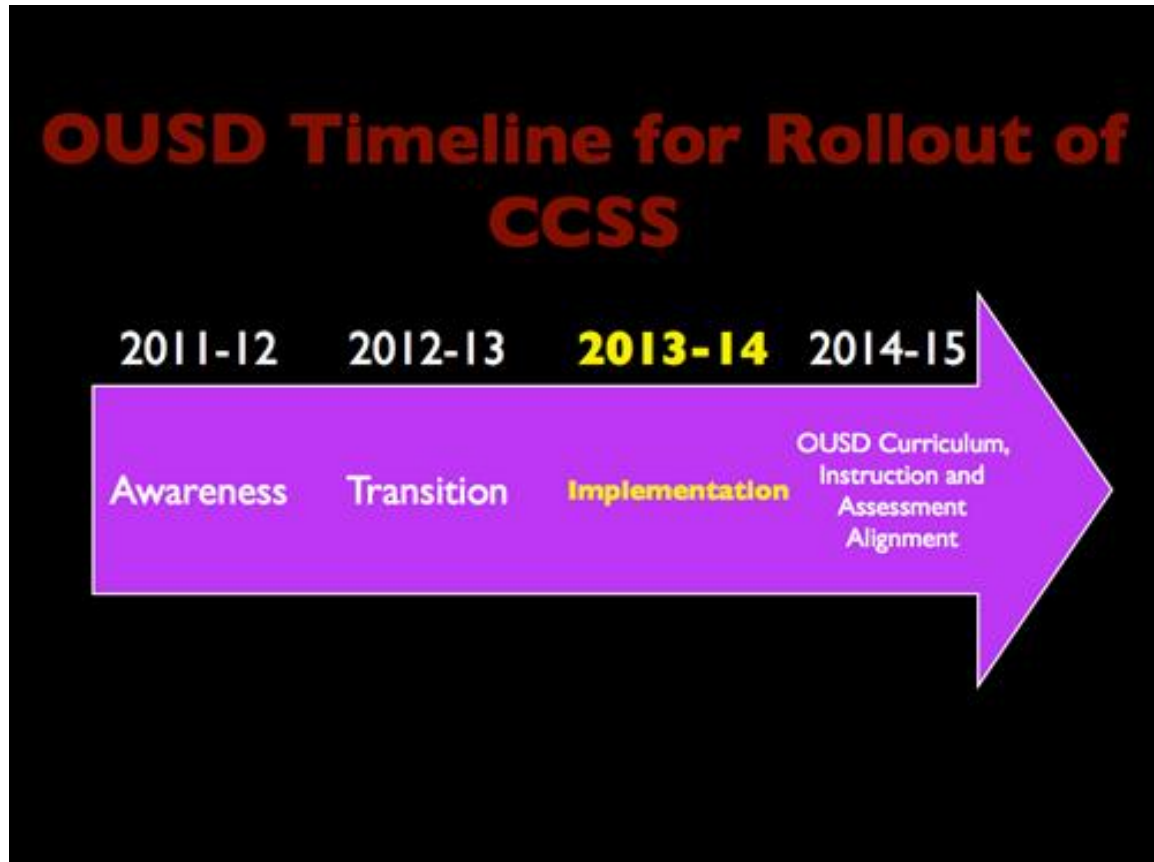 OUSD Timeline for Rollout of
CCSS
2011-12 2012-13 2013-14 2014-15
Awareness Transition Implementation
OUSD Curriculum,
Instruction and
Assessment
Alignment